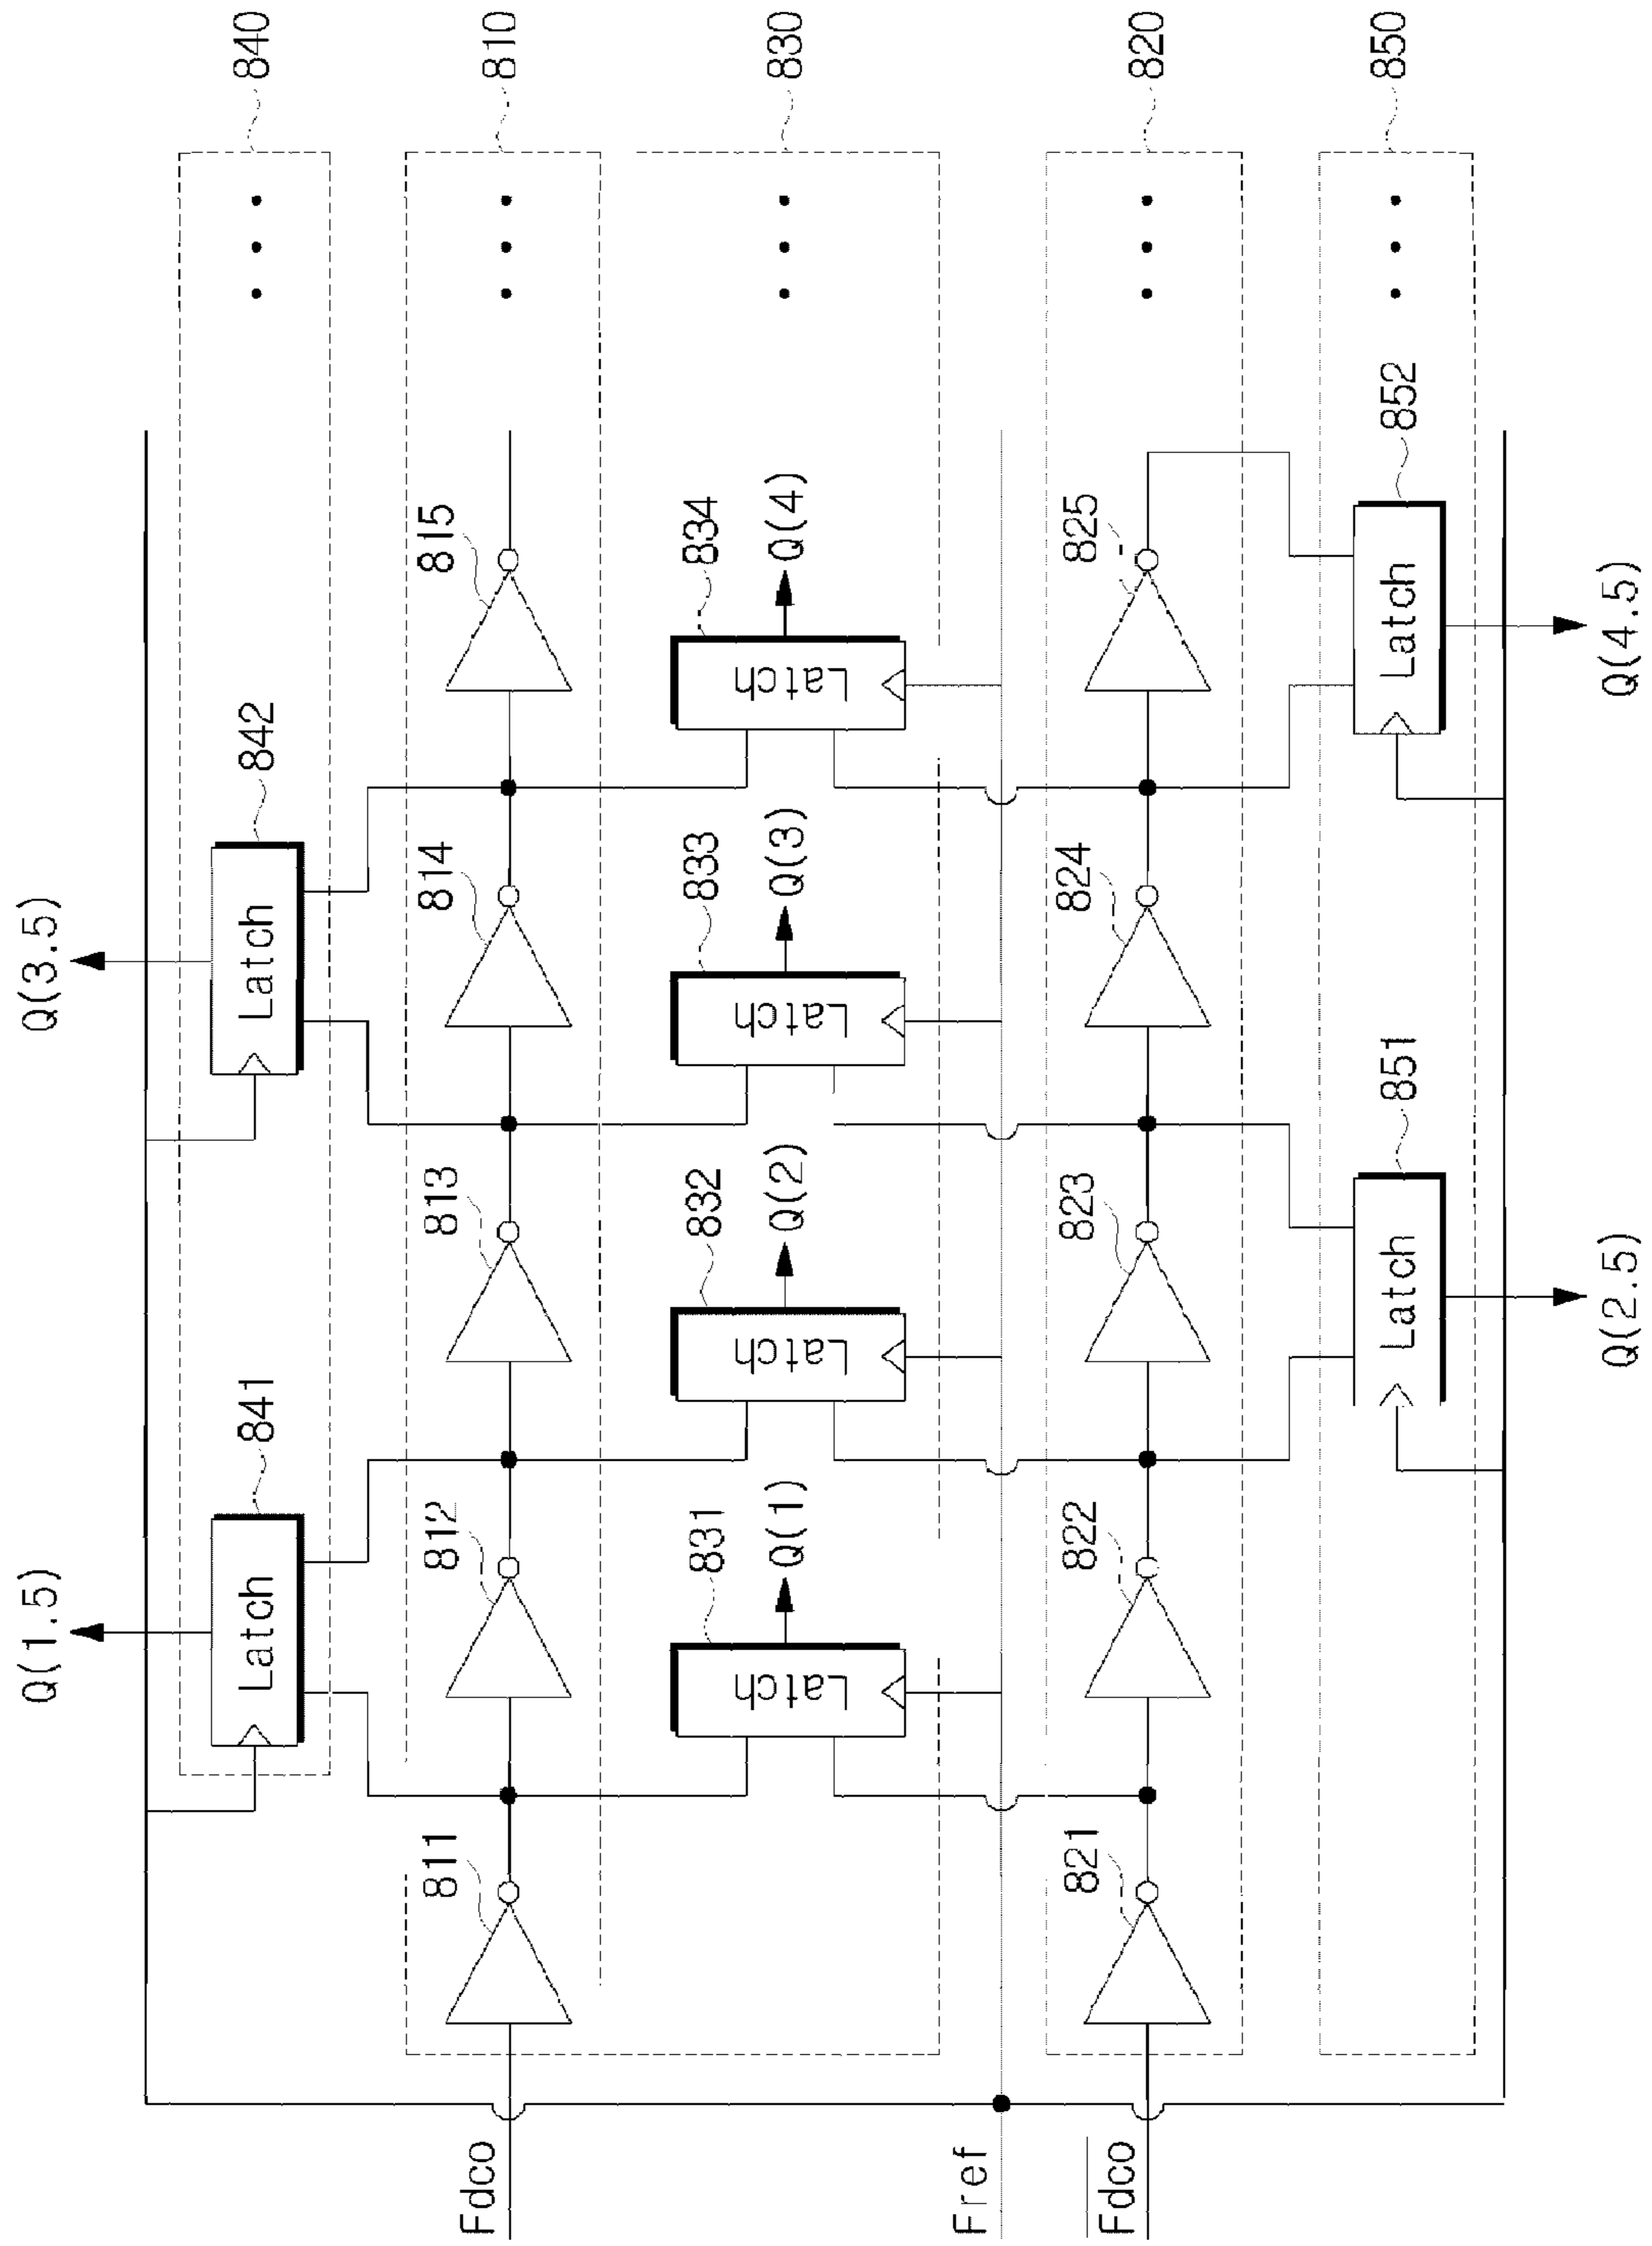 Q(1.5)
Q(3.5)
841
842
Latch
Latch
840
811
812
813
814
815
810
Fdco
831
832
833
834
Latch
Latch
Latch
Latch
Q(1)
Q(2)
Q(3)
Q(4)
830
Fref
821
822
823
824
825
820
Fdco
851
852
Latch
Latch
850
Q(2.5)
Q(4.5)